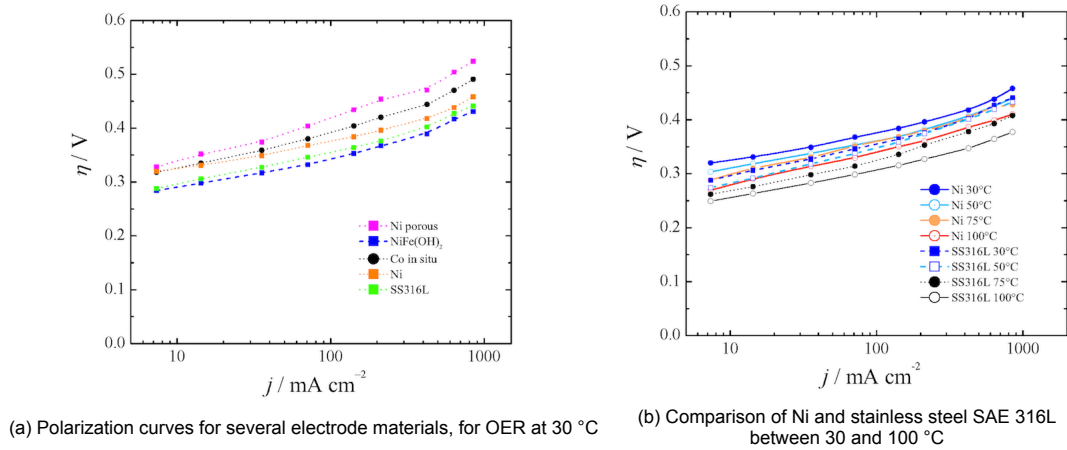 0.6
0.5
0.4
0.3
0.2
0.1
0.0
η / V
Ni porous
NiFe(OH)₂
Co in situ
Ni
SS316L
10
100
1000
j / mA cm⁻²
(a) Polarization curves for several electrode materials, for OER at 30 °C
0.6
0.5
0.4
0.3
0.2
0.1
0.0
η / V
Ni 30°C
Ni 50°C
Ni 75°C
Ni 100°C
SS316L 30°C
SS316L 50°C
SS316L 75°C
SS316L 100°C
10
100
1000
j / mA cm⁻²
(b) Comparison of Ni and stainless steel SAE 316L
between 30 and 100 °C